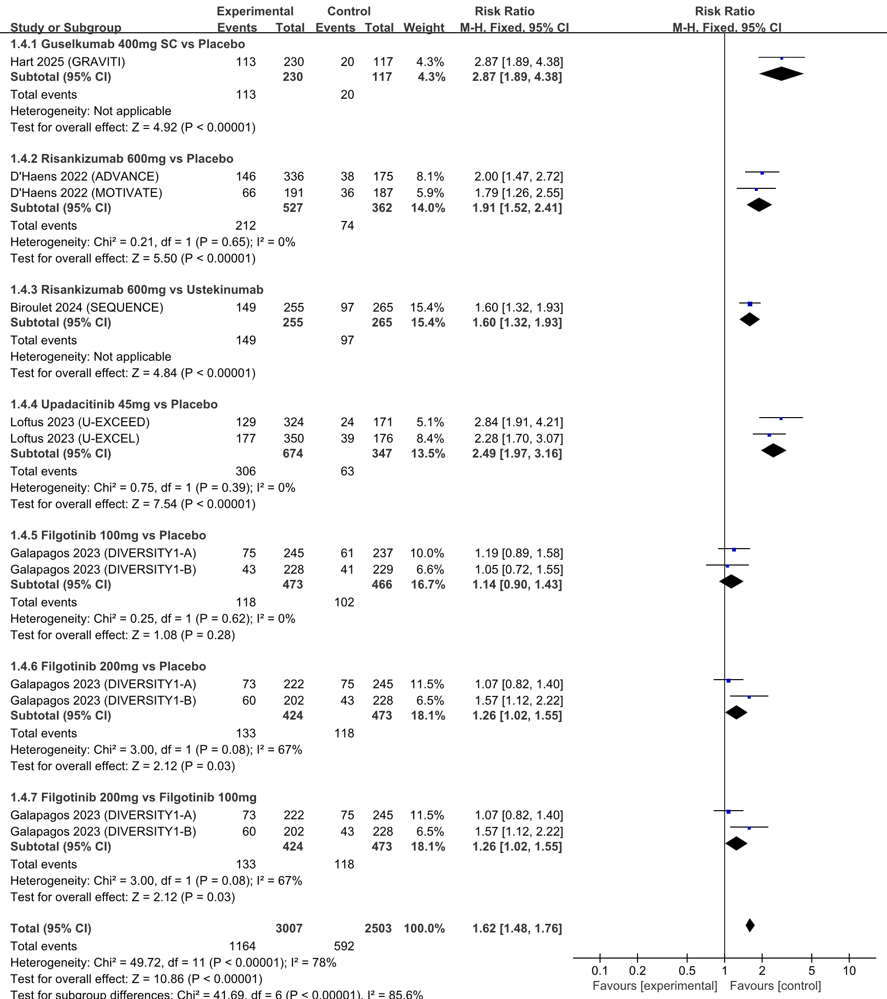 Experimental Control Risk Ratio Risk Ratio
Study or Subgroup Events Total Events Total Weight M-H, Fixed, 95% CI M-H, Fixed, 95% CI
1.4.1 Guselkumab 400mg SC vs Placebo
Hart 2025 (GRAVITI) 113 230 20 117 4.3% 2.87 [1.89, 4.38]
Subtotal (95% CI) 230 117 4.3% 2.87 [1.89, 4.38]
Total events 113 20
Heterogeneity: Not applicable
Test for overall effect: Z = 4.92 (P < 0.00001)
1.4.2 Risankizumab 600mg vs Placebo
D'Haens 2022 (ADVANCE) 146 336 38 175 8.1% 2.00 [1.47, 2.72]
D'Haens 2022 (MOTIVATE) 66 191 36 187 5.9% 1.79 [1.26, 2.55]
Subtotal (95% CI) 527 362 14.0% 1.91 [1.52, 2.41]
Total events 212 74
Heterogeneity: Chi² = 0.21, df = 1 (P = 0.65); I² = 0%
Test for overall effect: Z = 5.50 (P < 0.00001)
1.4.3 Risankizumab 600mg vs Ustekinumab
Biroulet 2024 (SEQUENCE) 149 255 97 265 15.4% 1.60 [1.32, 1.93]
Subtotal (95% CI) 255 265 15.4% 1.60 [1.32, 1.93]
Total events 149 97
Heterogeneity: Not applicable
Test for overall effect: Z = 4.84 (P < 0.00001)
1.4.4 Upadacitinib 45mg vs Placebo
Loftus 2023 (U-EXCEED) 129 324 24 171 5.1% 2.84 [1.91, 4.21]
Loftus 2023 (U-EXCEL) 177 350 39 176 8.4% 2.28 [1.70, 3.07]
Subtotal (95% CI) 674 347 13.5% 2.49 [1.97, 3.16]
Total events 306 63
Heterogeneity: Chi² = 0.75, df = 1 (P = 0.39); I² = 0%
Test for overall effect: Z = 7.54 (P < 0.00001)
1.4.5 Filgotinib 100mg vs Placebo
Galapagos 2023 (DIVERSITY1-A) 75 245 61 237 10.0% 1.19 [0.89, 1.58]
Galapagos 2023 (DIVERSITY1-B) 43 228 41 229 6.6% 1.05 [0.72, 1.55]
Subtotal (95% CI) 473 466 16.7% 1.14 [0.90, 1.43]
Total events 118 102
Heterogeneity: Chi² = 0.25, df = 1 (P = 0.62); I² = 0%
Test for overall effect: Z = 1.08 (P = 0.28)
1.4.6 Filgotinib 200mg vs Placebo
Galapagos 2023 (DIVERSITY1-A) 73 222 75 245 11.5% 1.07 [0.82, 1.40]
Galapagos 2023 (DIVERSITY1-B) 60 202 43 228 6.5% 1.57 [1.12, 2.22]
Subtotal (95% CI) 424 473 18.1% 1.26 [1.02, 1.55]
Total events 133 118
Heterogeneity: Chi² = 3.00, df = 1 (P = 0.08); I² = 67%
Test for overall effect: Z = 2.12 (P = 0.03)
1.4.7 Filgotinib 200mg vs Filgotinib 100mg
Galapagos 2023 (DIVERSITY1-A) 73 222 75 245 11.5% 1.07 [0.82, 1.40]
Galapagos 2023 (DIVERSITY1-B) 60 202 43 228 6.5% 1.57 [1.12, 2.22]
Subtotal (95% CI) 424 473 18.1% 1.26 [1.02, 1.55]
Total events 133 118
Heterogeneity: Chi² = 3.00, df = 1 (P = 0.08); I² = 67%
Test for overall effect: Z = 2.12 (P = 0.03)
Total (95% CI) 3007 2503 100.0% 1.62 [1.48, 1.76]
Total events 1164 592
Heterogeneity: Chi² = 49.72, df = 11 (P < 0.00001); I² = 78%
0.1 0.2 0.5 1 2 5 10
Test for overall effect: Z = 10.86 (P < 0.00001)
Favours [experimental] Favours [control]
Test for subgroup differences: Chi² = 41.69, df = 6 (P < 0.00001), I² = 85.6%